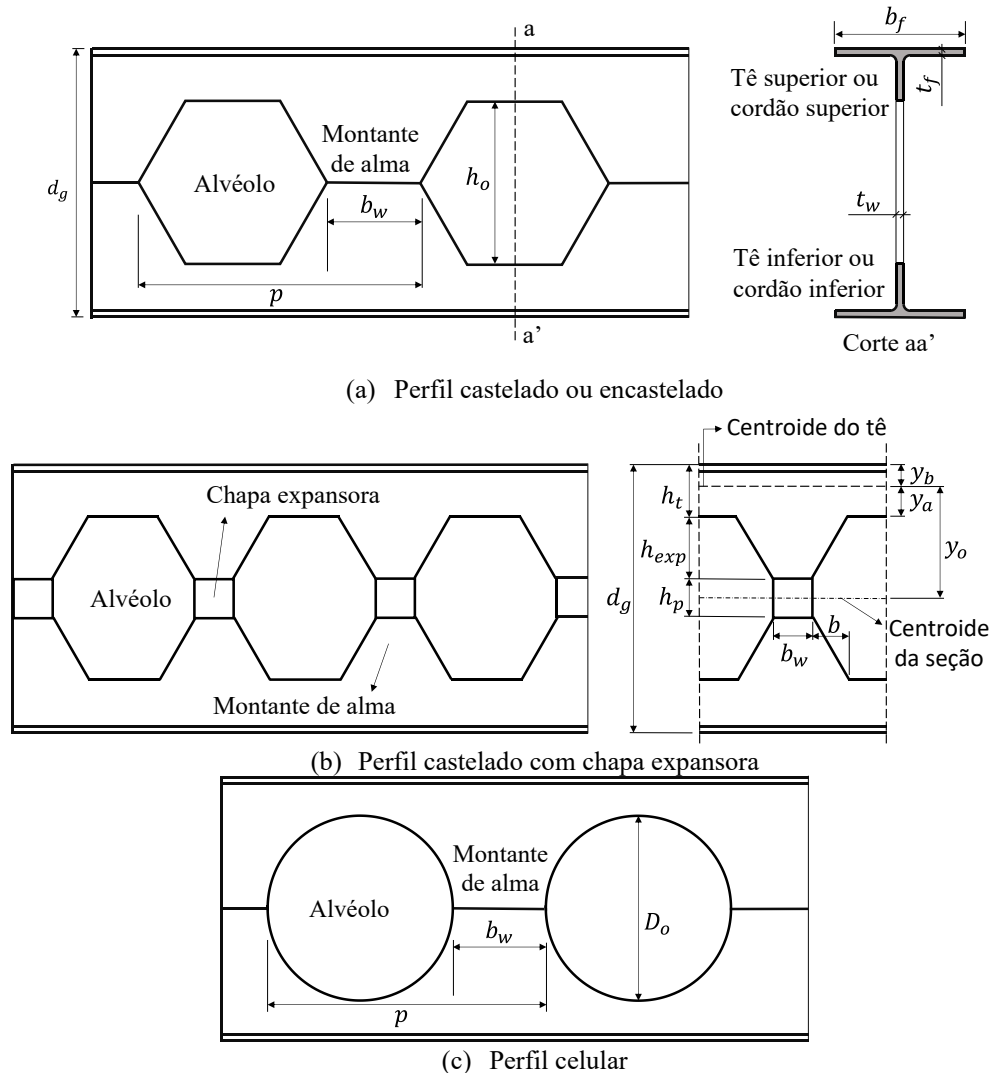 a
b_f
Tê superior ou
cordão superior
t_f
Montante
de alma
Alvéolo
h_o
d_g
b_w
t_w
p
Tê inferior ou
cordão inferior
a'
Corte aa'
(a) Perfil castelado ou encastelado
Centroide do tê
Chapa expansora
h_t
y_b
y_a
h_exp
y_o
Alvéolo
d_g
h_p
b
Centroide
da seção
b_w
Montante de alma
(b) Perfil castelado com chapa expansora
Montante
de alma
Alvéolo
D_o
b_w
p
(c) Perfil celular